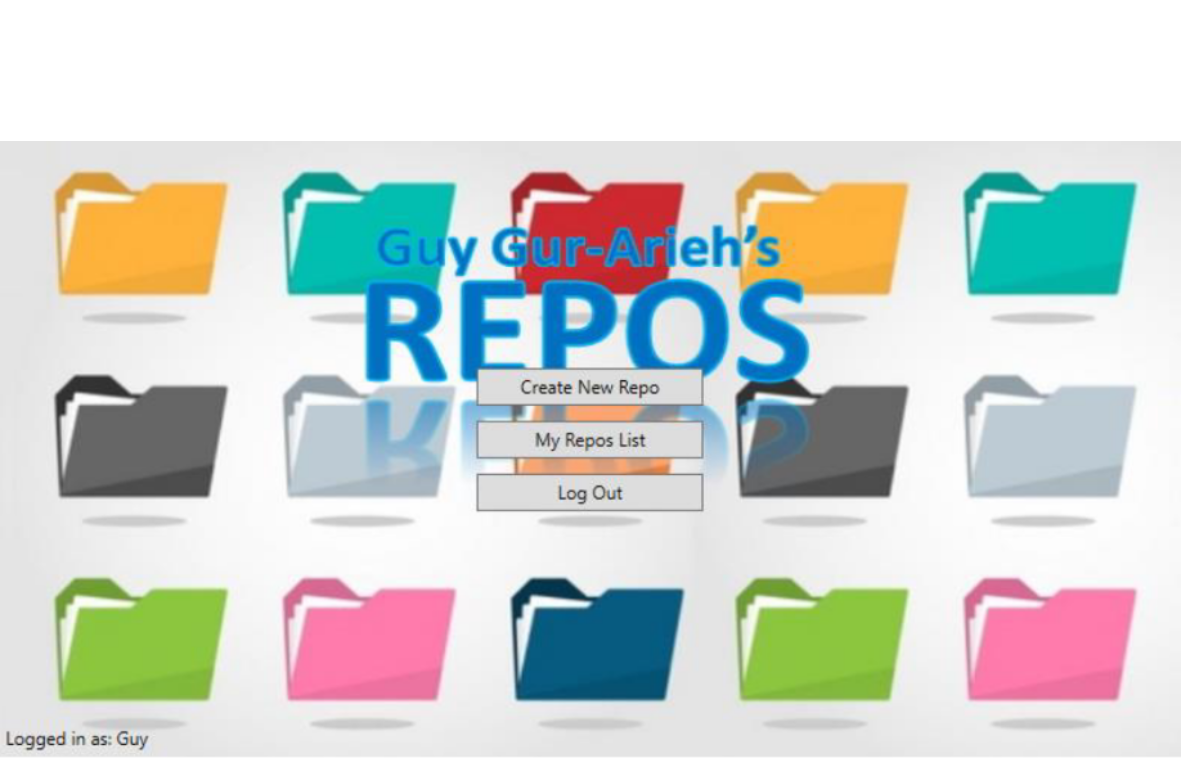 Guy Gur-Arieh’s
REPOS
Create New Repo
My Repos List
Log Out
Logged in as: Guy